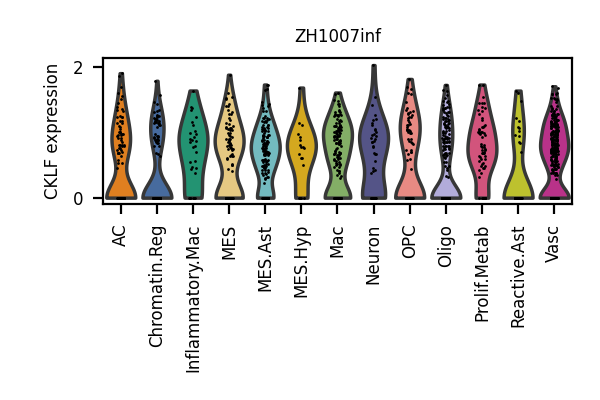 ZH1007inf
CKLF expression
2
0
AC
Chromatin.Reg
Inflammatory.Mac
MES
MES.Ast
MES.Hyp
Mac
Neuron
OPC
Oligo
Prolif.Metab
Reactive.Ast
Vasc